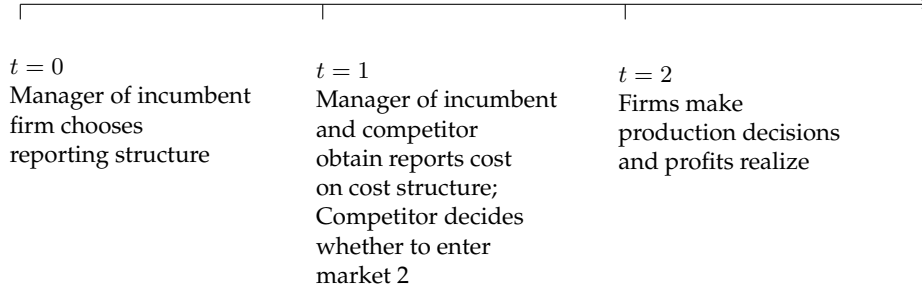 t = 0
Manager of incumbent
firm chooses
reporting structure
t = 1
Manager of incumbent
and competitor
obtain reports cost
on cost structure;
Competitor decides
whether to enter
market 2
t = 2
Firms make
production decisions
and profits realize